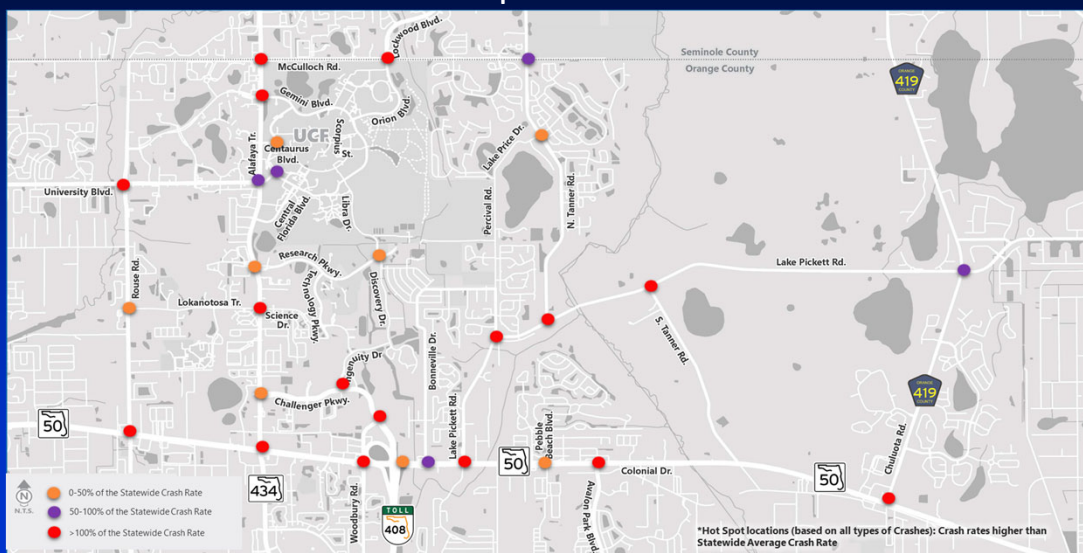 Lockwood Blvd.
Seminole County
Orange County
McCulloch Rd.
ORANGE
419
COUNTY
Gemini Blvd.
Orion Blvd.
UCF
Scorpius
St.
Centaurus
Blvd.
Alafaya Tr.
Lake Price Dr.
University Blvd.
Central
Florida Blvd.
Libra Dr.
Percival Rd.
N. Tanner Rd.
Research Pkwy.
Lake Pickett Rd.
Rouse Rd.
Technology Pkwy.
Discovery Dr.
Lokanotosa Tr.
Science
Dr.
Bonneville Dr.
S. Tanner Rd.
Ingenuity Dr
Challenger Pkwy.
ORANGE
419
COUNTY
50
Lake Pickett Rd.
Pebble
Beach Blvd.
Chuluota Rd.
50
Colonial Dr.
50
434
Woodbury Rd.
TOLL
408
Avalon Park Blvd.
N
N.T.S.
0-50% of the Statewide Crash Rate
50-100% of the Statewide Crash Rate
>100% of the Statewide Crash Rate
*Hot Spot locations (based on all types of Crashes): Crash rates higher than
Statewide Average Crash Rate